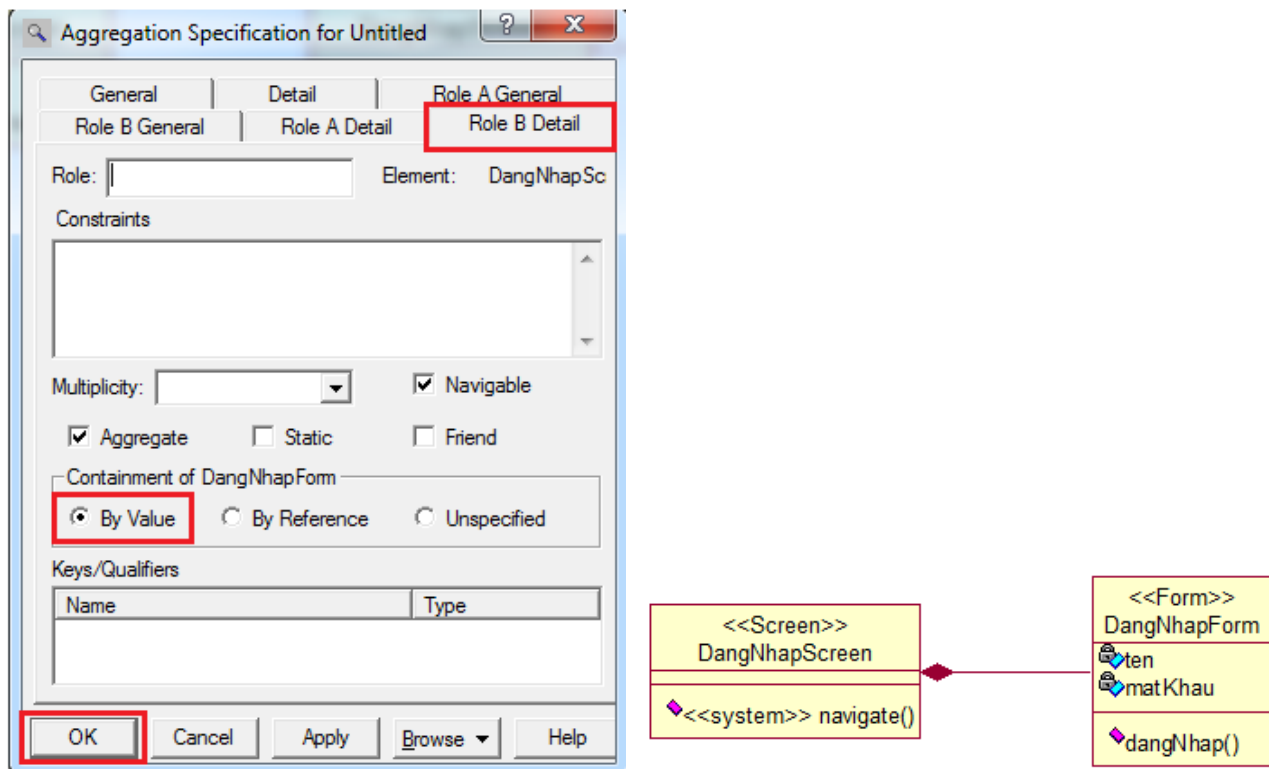 Aggregation Specification for Untitled
General Detail Role A General
Role B General Role A Detail Role B Detail
Role: Element: DangNhapSc
Constraints
Multiplicity: Navigable
Aggregate Static Friend
Containment of DangNhapForm
By Value By Reference Unspecified
Keys/Qualifiers
Name Type
OK Cancel Apply Browse Help
<<Screen>>
DangNhapScreen
<<system>> navigate()
<<Form>>
DangNhapForm
ten
matKhau
dangNhap()